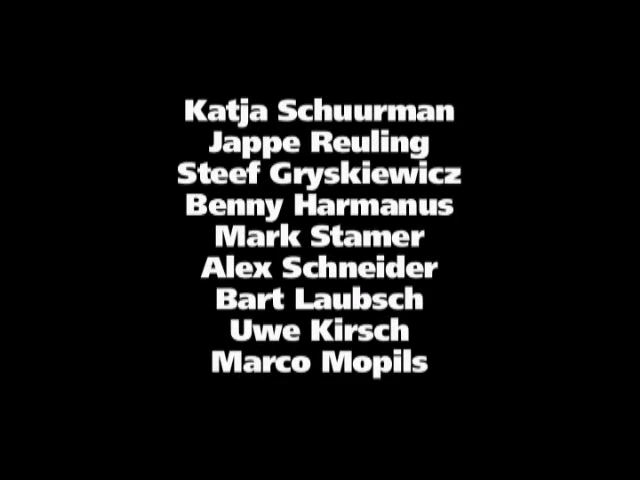 Katja Schuurman
Jappe Reuling
Steef Gryskiewicz
Benny Harmanus
Mark Stamer
Alex Schneider
Bart Laubsch
Uwe Kirsch
Marco Mopils